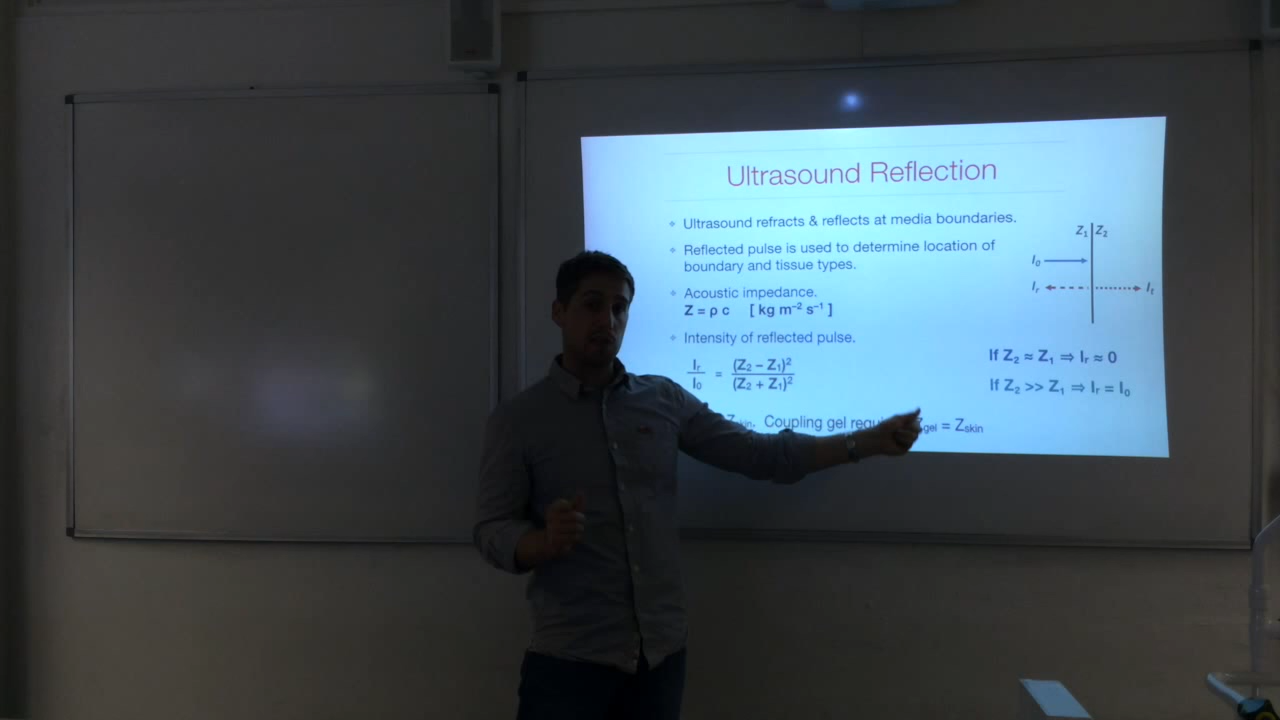 Ultrasound Reflection
Ultrasound refracts & reflects at media boundaries.
Reflected pulse is used to determine location of
boundary and tissue types.
Acoustic impedance.
Z = ρ c [ kg m⁻² s⁻¹ ]
Intensity of reflected pulse.
Iᵣ / I₀ = (Z₂ − Z₁)² / (Z₂ + Z₁)²
Coupling gel gel = Zskin
Z₁ Z₂
I₀
Iᵣ Iₜ
If Z₂ ≈ Z₁ ⇒ Iᵣ ≈ 0
If Z₂ >> Z₁ ⇒ Iᵣ = I₀